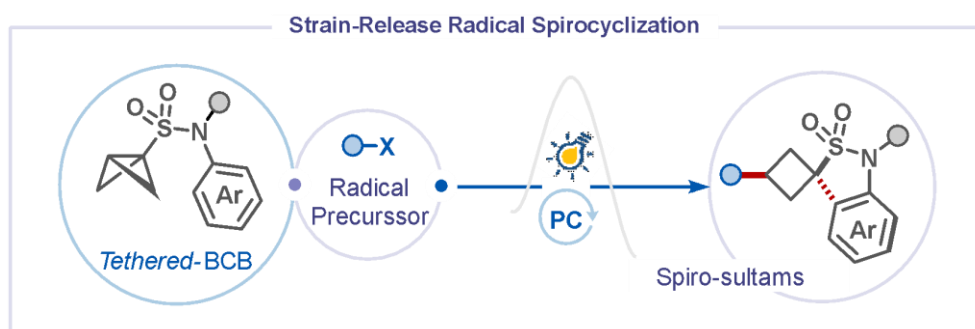 Strain-Release Radical Spirocyclization
O O
S N
Ar
Tethered-BCB
X
Radical
Precurssor
PC
O O
S N
Ar
Spiro-sultams